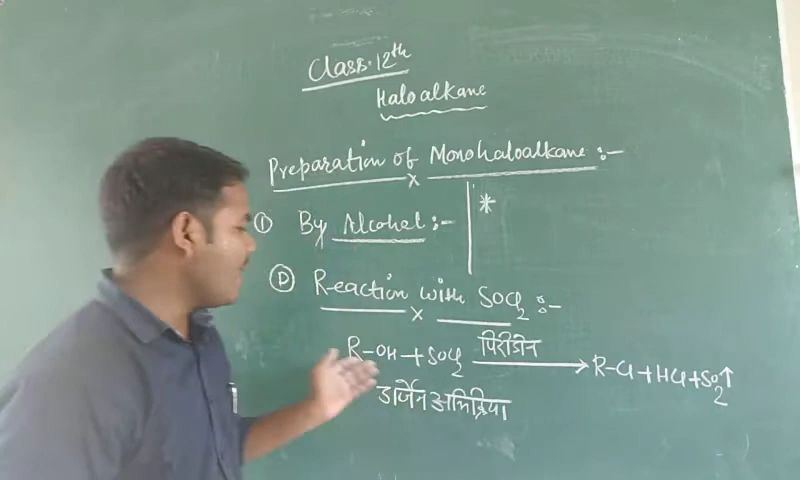 Class. 12th
Haloalkane
Preparation of Monohaloalkane :-
① By Alcohol :- *
Ⓓ Reaction with SOCl₂ :-
R-OH + SOCl₂ पिरीडीन ⟶ R-Cl + HCl + SO₂↑
डार्जेन अभिक्रिया